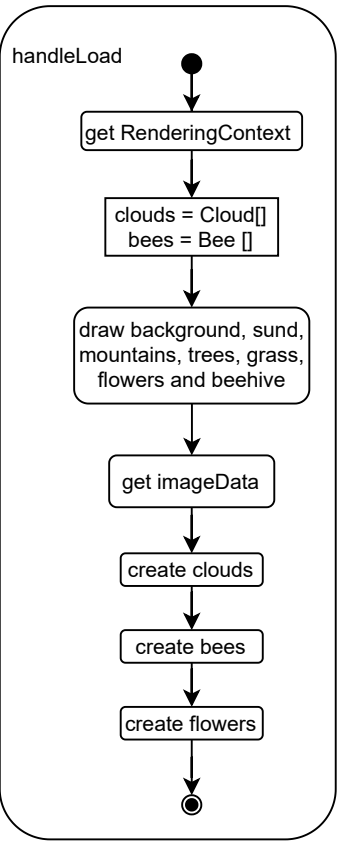 handleLoad
get RenderingContext
clouds = Cloud[]
bees = Bee []
draw background, sund,
mountains, trees, grass,
flowers and beehive
get imageData
create clouds
create bees
create flowers